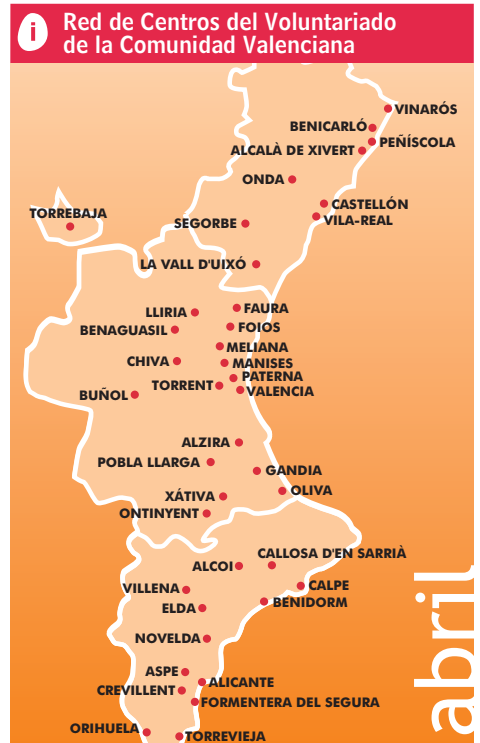 i
Red de Centros del Voluntariado
de la Comunidad Valenciana
VINARÓS
BENICARLÓ
PEÑÍSCOLA
ALCALÀ DE XIVERT
ONDA
CASTELLÓN
TORREBAJA
VILA-REAL
SEGORBE
LA VALL D'UIXÓ
FAURA
LLIRIA
FOIOS
BENAGUASIL
MELIANA
CHIVA
MANISES
PATERNA
TORRENT
VALENCIA
BUÑOL
ALZIRA
POBLA LLARGA
GANDIA
OLIVA
XÁTIVA
ONTINYENT
CALLOSA D'EN SARRIÀ
ALCOI
CALPE
VILLENA
BENIDORM
ELDA
NOVELDA
ASPE
ALICANTE
CREVILLENT
FORMENTERA DEL SEGURA
ORIHUELA
TORREVIEJA
abril